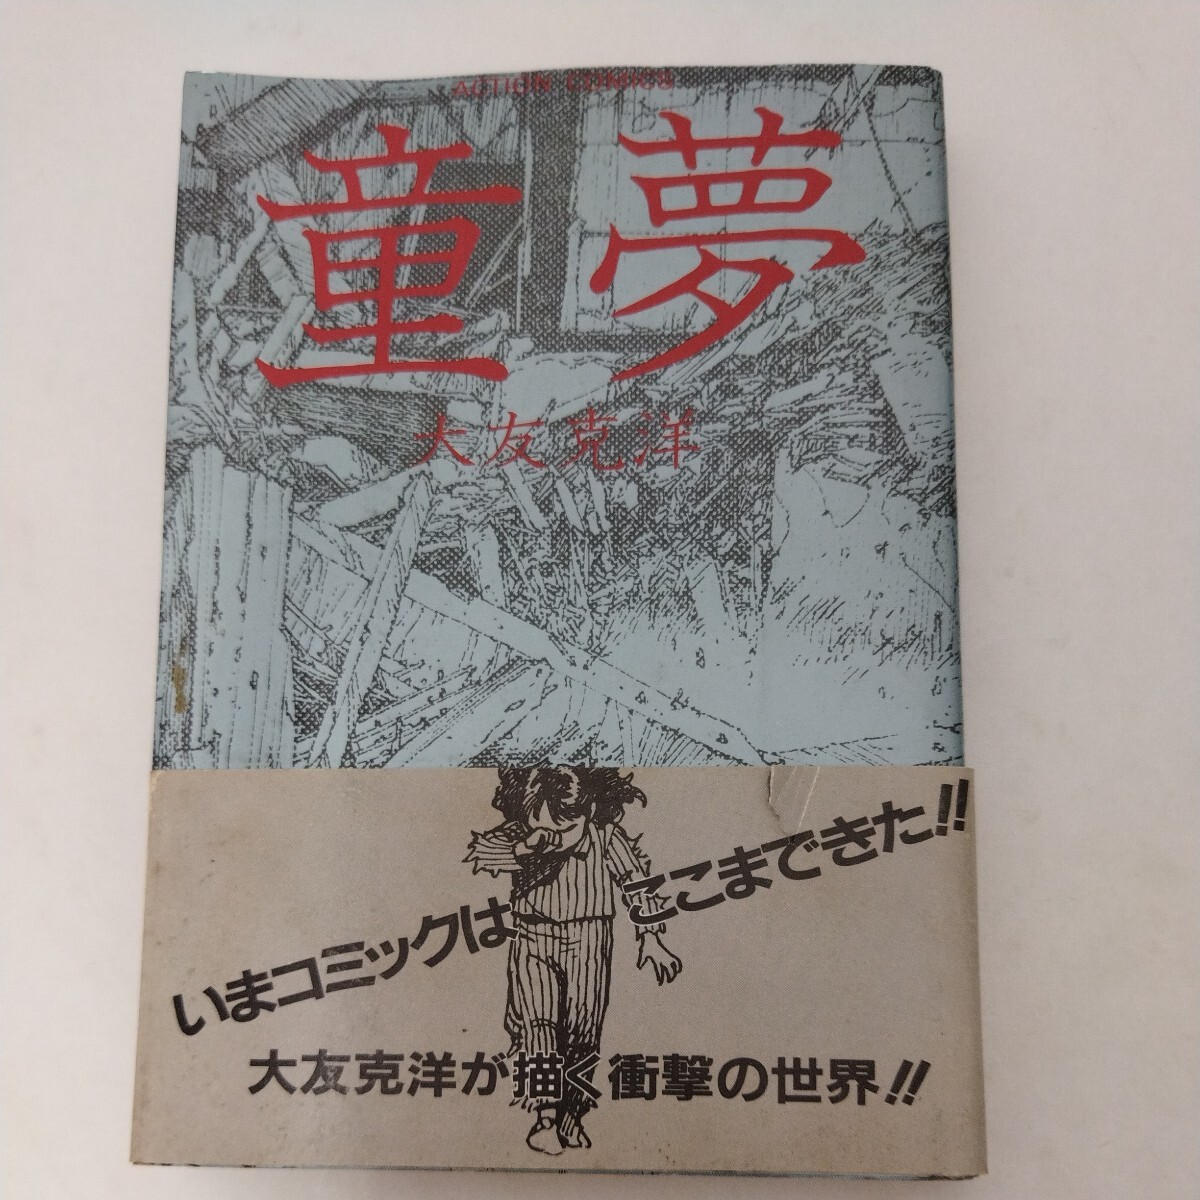 ACTION COMICS
童夢
大友克洋
いまコミックは
ここまできた!!
大友克洋が描く衝撃の世界!!